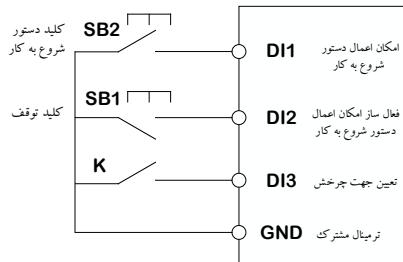 کلید دستور
شروع به کار
SB2
DI1
امکان اعمال دستور
شروع به کار
SB1
کلید توقف
DI2
فعال ساز امکان اعمال
دستور شروع به کار
K
DI3
تعیین جهت چرخش
GND
ترمینال مشترک